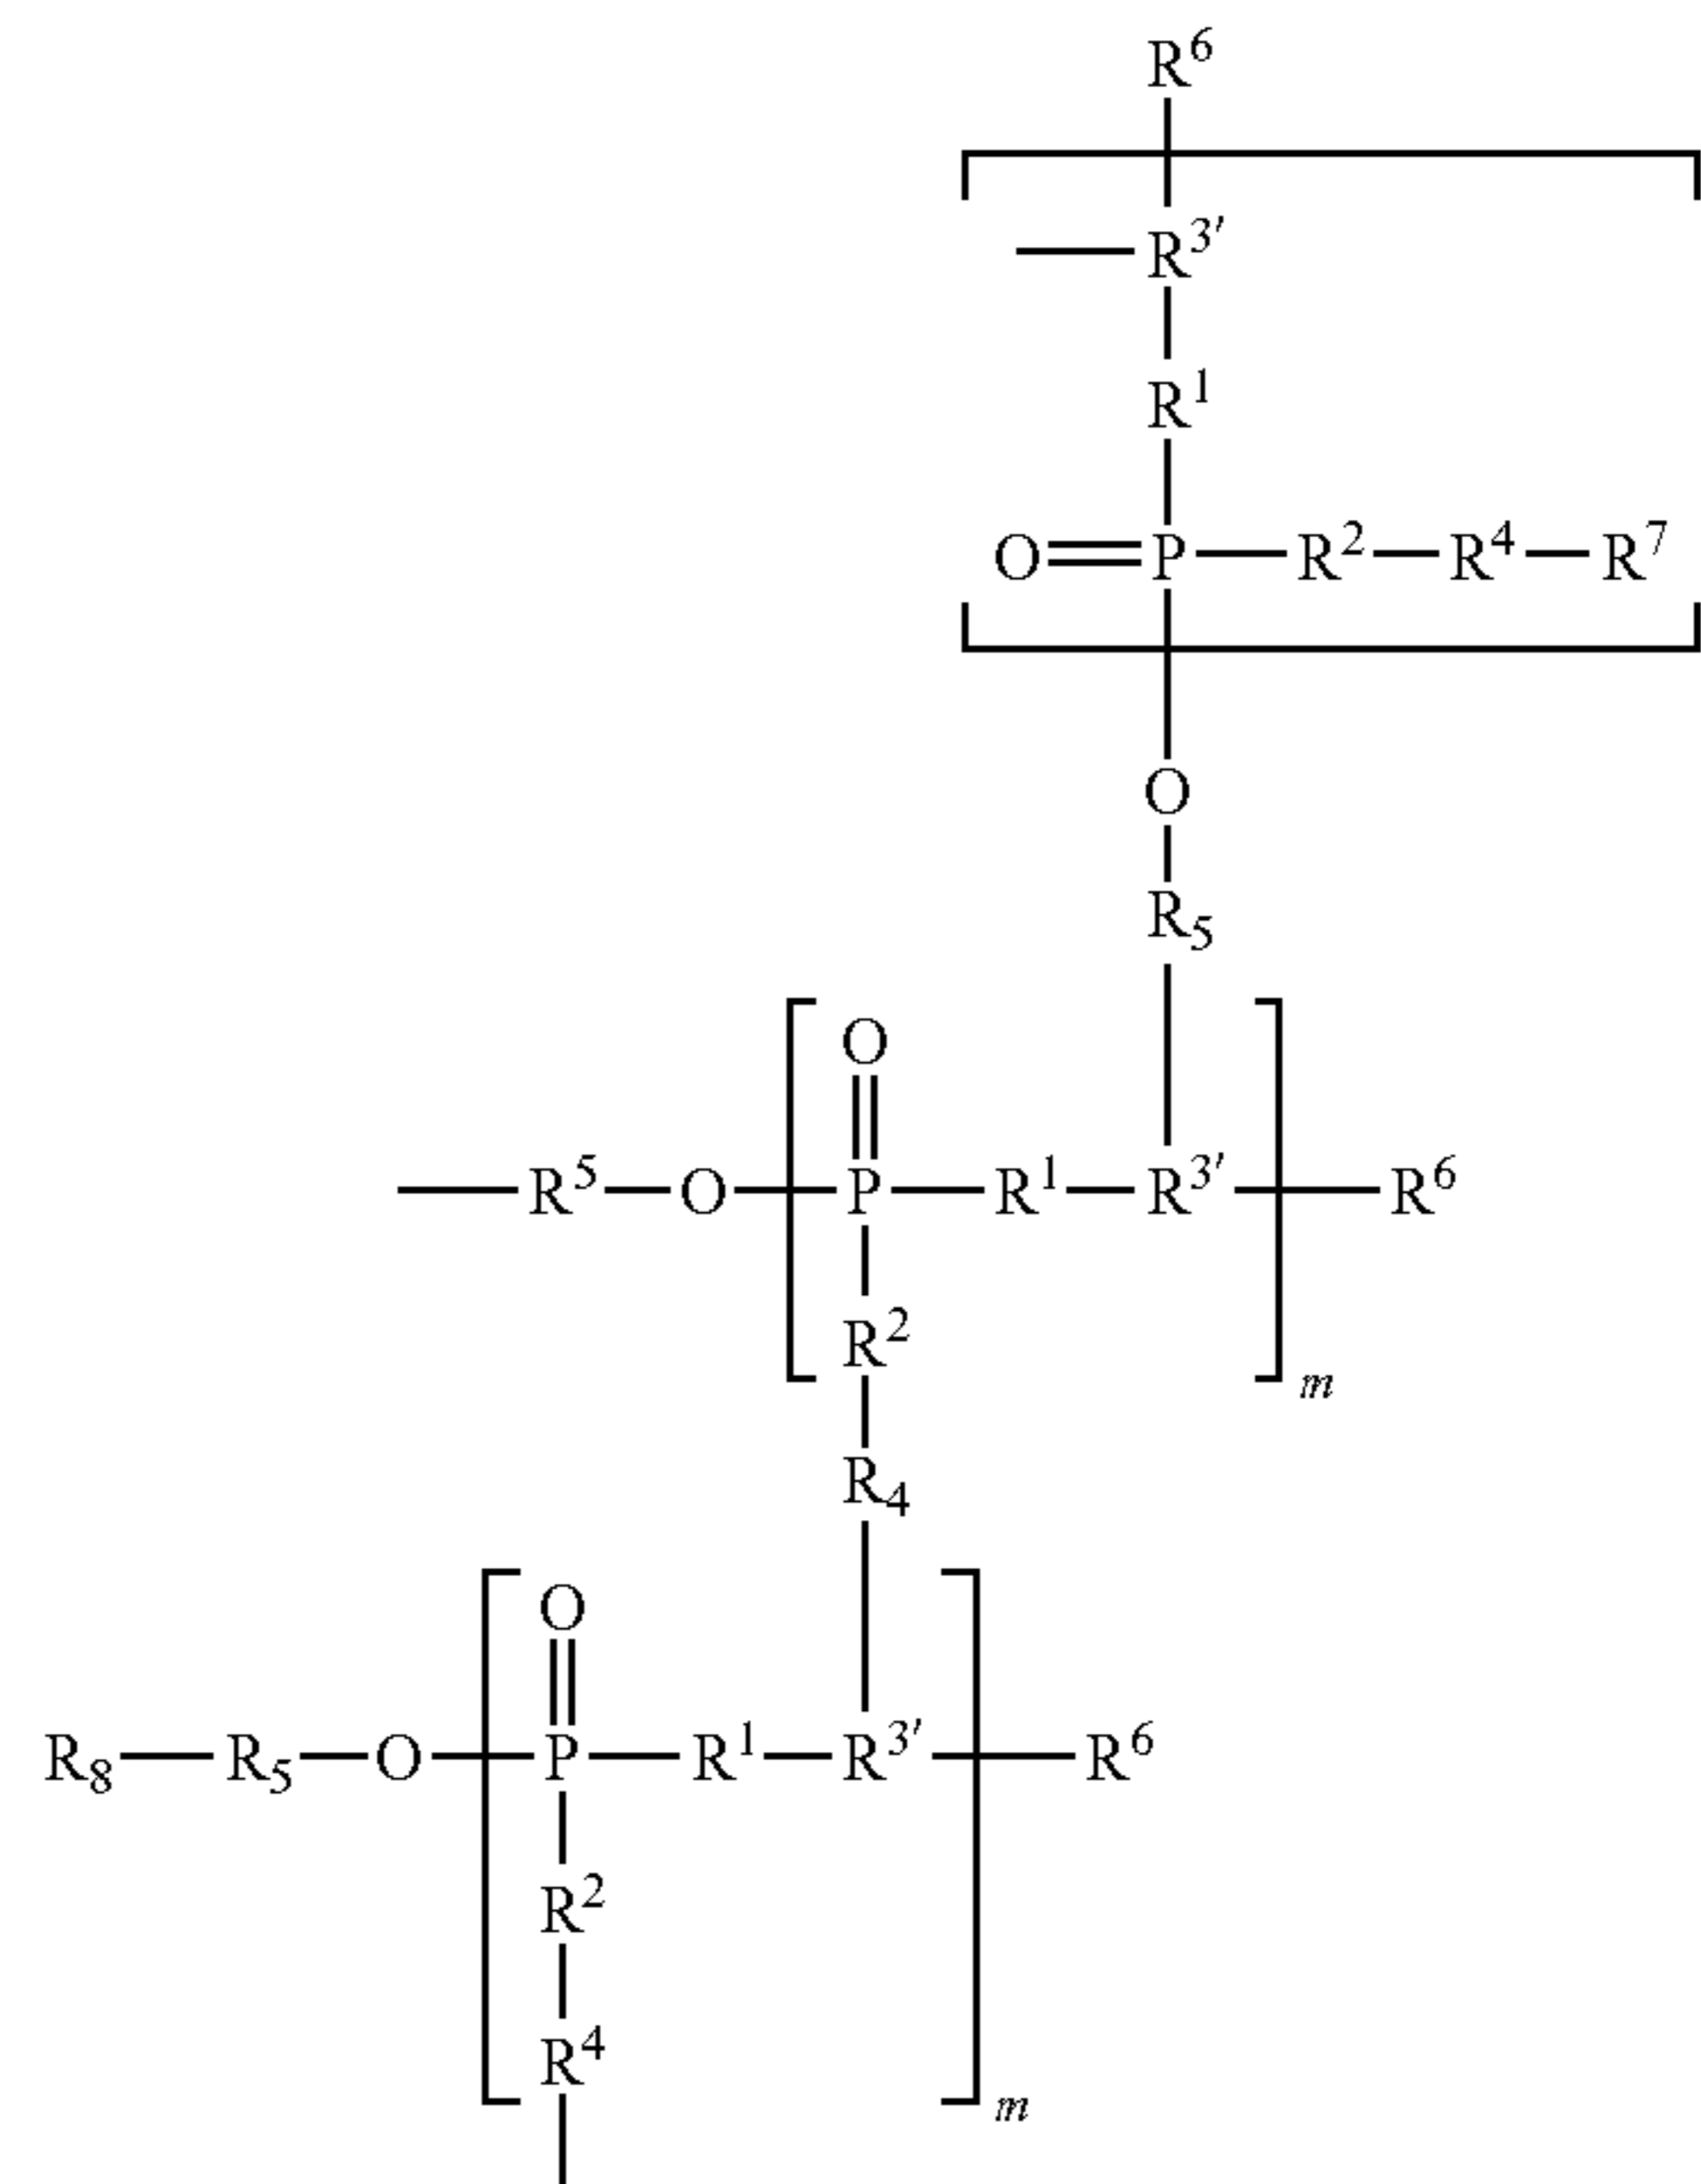 R⁶
R³′
R¹
O P R² R⁴ R⁷
O
R₅
O
R⁵ O P R¹ R³′ R⁶
R²
m
R₄
O
R₈ R₅ O P R¹ R³′ R⁶
R²
R⁴
m